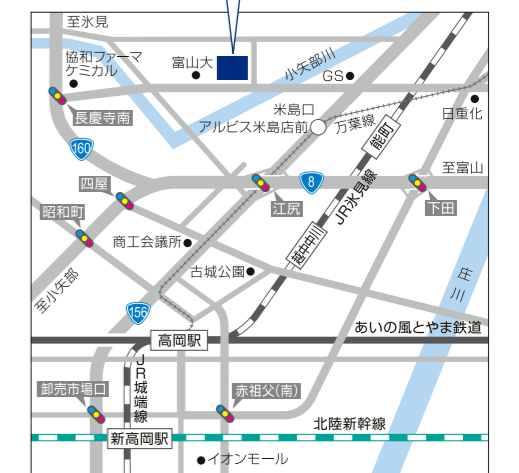 至氷見
協和ファーマ
ケミカル
富山大
小矢部川
GS
日重化
長慶寺南
米島口
アルビス米島店前
万葉線
能町
160
四屋
8
至富山
江尻
下田
昭和町
JR氷見線
商工会議所
越中中川
古城公園
至小矢部
庄川
156
あいの風とやま鉄道
高岡駅
JR城端線
卸売市場口
赤祖父(南)
北陸新幹線
新高岡駅
イオンモール